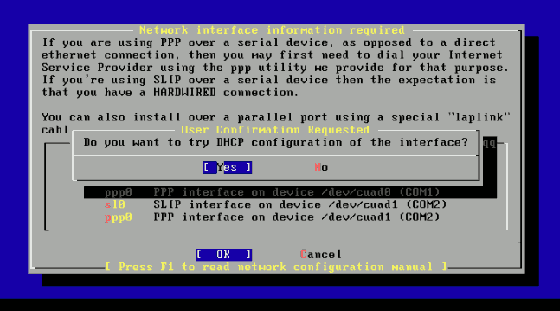 Network Interface Information required
If you are using PPP over a serial device, as opposed to a direct
ethernet connection, then you may first need to dial your Internet
Service Provider using the ppp utility we provide for that purpose.
If you're using SLIP over a serial device then the expectation is
that you have a HARDWIRED connection.
You can also install over a parallel port using a special "laplink"
cabl
User Confirmation Requested
Do you want to try DHCP configuration of the interface?
[ Yes ] No
ppp0 PPP interface on device /dev/cuad0 (COM1)
sl0 SLIP interface on device /dev/cuad1 (COM2)
ppp0 PPP interface on device /dev/cuad1 (COM2)
[ OK ] Cancel
[ Press F1 to read network configuration manual ]